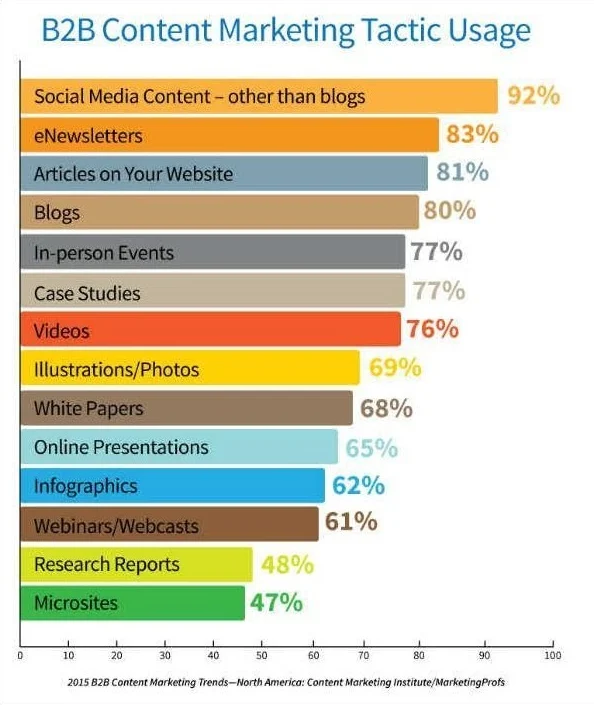 B2B Content Marketing Tactic Usage
Social Media Content – other than blogs 92%
eNewsletters 83%
Articles on Your Website 81%
Blogs 80%
In-person Events 77%
Case Studies 77%
Videos 76%
Illustrations/Photos 69%
White Papers 68%
Online Presentations 65%
Infographics 62%
Webinars/Webcasts 61%
Research Reports 48%
Microsites 47%
0 10 20 30 40 50 60 70 80 90 100
2015 B2B Content Marketing Trends—North America: Content Marketing Institute/MarketingProfs